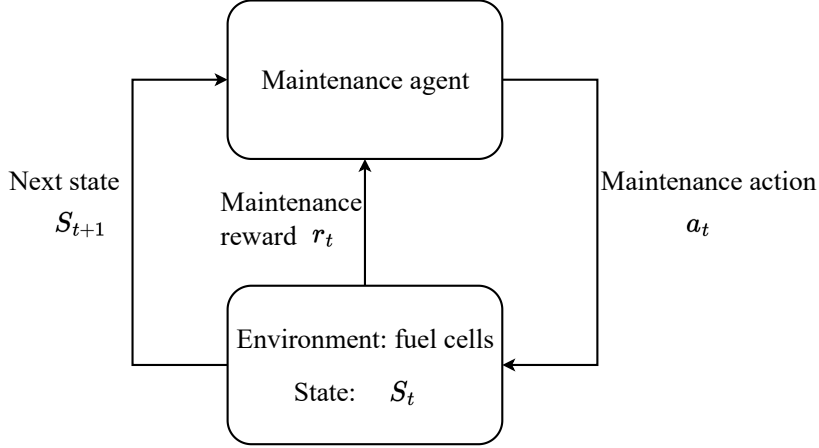 Maintenance agent
Next state
S_{t+1}
Maintenance
reward r_t
Maintenance action
a_t
Environment: fuel cells
State: S_t